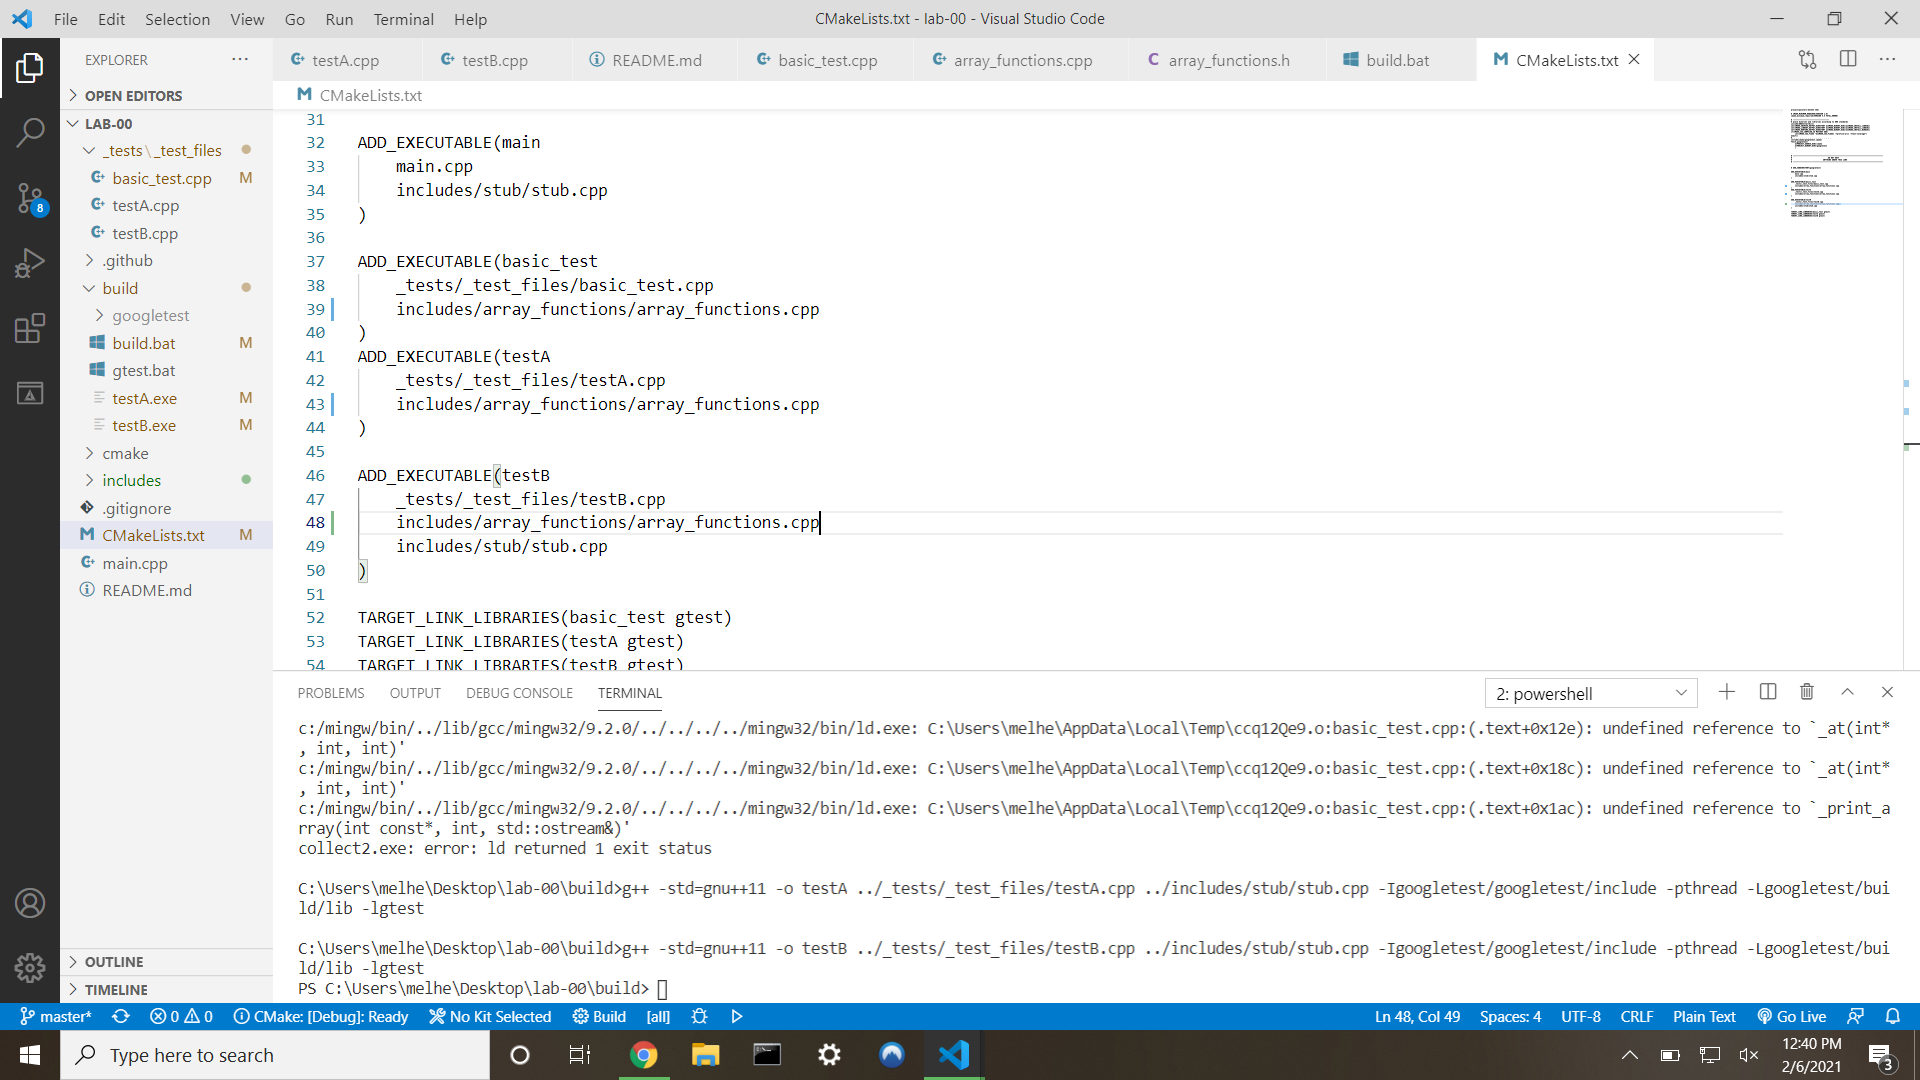 File Edit Selection View Go Run Terminal Help
CMakeLists.txt - lab-00 - Visual Studio Code
EXPLORER
testA.cpp
testB.cpp
README.md
basic_test.cpp
array_functions.cpp
array_functions.h
build.bat
CMakeLists.txt
OPEN EDITORS
LAB-00
_tests\_test_files
basic_test.cpp M
testA.cpp
testB.cpp
.github
build
googletest
build.bat M
gtest.bat
testA.exe M
testB.exe M
cmake
includes
.gitignore
CMakeLists.txt M
main.cpp
README.md
8
OUTLINE
TIMELINE
CMakeLists.txt
31
32 ADD_EXECUTABLE(main
33 main.cpp
34 includes/stub/stub.cpp
35 )
36
37 ADD_EXECUTABLE(basic_test
38 _tests/_test_files/basic_test.cpp
39 includes/array_functions/array_functions.cpp
40 )
41 ADD_EXECUTABLE(testA
42 _tests/_test_files/testA.cpp
43 includes/array_functions/array_functions.cpp
44 )
45
46 ADD_EXECUTABLE(testB
47 _tests/_test_files/testB.cpp
48 includes/array_functions/array_functions.cpp
49 includes/stub/stub.cpp
50 )
51
52 TARGET_LINK_LIBRARIES(basic_test gtest)
53 TARGET_LINK_LIBRARIES(testA gtest)
54 TARGET_LINK_LIBRARIES(testB gtest)
PROBLEMS OUTPUT DEBUG CONSOLE TERMINAL
2: powershell
c:/mingw/bin/../lib/gcc/mingw32/9.2.0/../../../../mingw32/bin/ld.exe: C:\Users\melhe\AppData\Local\Temp\ccq12Qe9.o:basic_test.cpp:(.text+0x12e): undefined reference to `_at(int*
, int, int)'
c:/mingw/bin/../lib/gcc/mingw32/9.2.0/../../../../mingw32/bin/ld.exe: C:\Users\melhe\AppData\Local\Temp\ccq12Qe9.o:basic_test.cpp:(.text+0x18c): undefined reference to `_at(int*
, int, int)'
c:/mingw/bin/../lib/gcc/mingw32/9.2.0/../../../../mingw32/bin/ld.exe: C:\Users\melhe\AppData\Local\Temp\ccq12Qe9.o:basic_test.cpp:(.text+0x1ac): undefined reference to `_print_a
rray(int const*, int, std::ostream&)'
collect2.exe: error: ld returned 1 exit status
C:\Users\melhe\Desktop\lab-00\build>g++ -std=gnu++11 -o testA ../_tests/_test_files/testA.cpp ../includes/stub/stub.cpp -Igoogletest/googletest/include -pthread -Lgoogletest/bui
ld/lib -lgtest
C:\Users\melhe\Desktop\lab-00\build>g++ -std=gnu++11 -o testB ../_tests/_test_files/testB.cpp ../includes/stub/stub.cpp -Igoogletest/googletest/include -pthread -Lgoogletest/bui
ld/lib -lgtest
PS C:\Users\melhe\Desktop\lab-00\build>
master* 0 0 CMake: [Debug]: Ready No Kit Selected Build [all]
Ln 48, Col 49 Spaces: 4 UTF-8 CRLF Plain Text Go Live
Type here to search
12:40 PM
2/6/2021
3